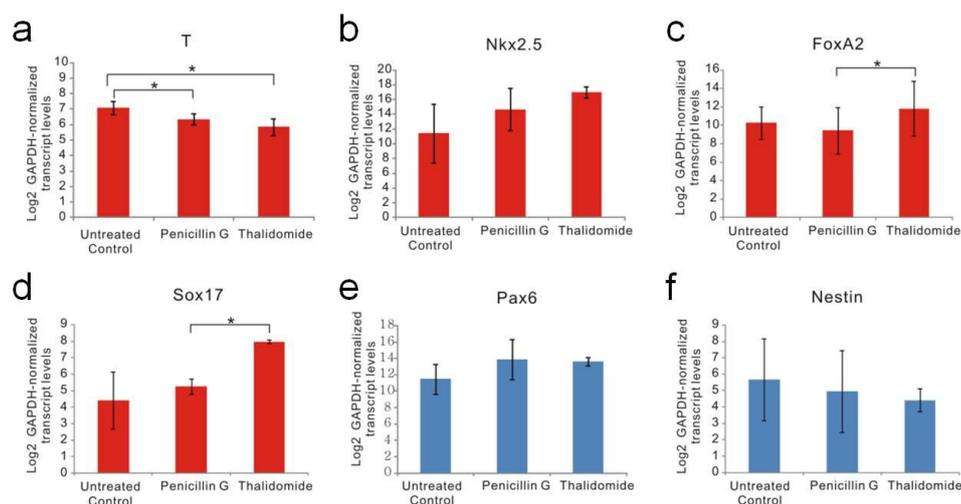 a
T
Log2 GAPDH-normalized
transcript levels
10
9
8
7
6
5
4
3
2
1
0
*
*
Untreated
Control
Penicillin G
Thalidomide
b
Nkx2.5
Log2 GAPDH-normalized
transcript levels
20
18
16
14
12
10
8
6
4
2
0
Untreated
Control
Penicillin G
Thalidomide
c
FoxA2
Log2 GAPDH-normalized
transcript levels
16
14
12
10
8
6
4
2
0
*
Untreated
Control
Penicillin G
Thalidomide
d
Sox17
Log2 GAPDH-normalized
transcript levels
9
8
7
6
5
4
3
2
1
0
*
Untreated
Control
Penicillin G
Thalidomide
e
Pax6
Log2 GAPDH-normalized
transcript levels
18
16
14
12
10
8
6
4
2
0
Untreated
Control
Penicillin G
Thalidomide
f
Nestin
Log2 GAPDH-normalized
transcript levels
9
8
7
6
5
4
3
2
1
0
Untreated
Control
Penicillin G
Thalidomide